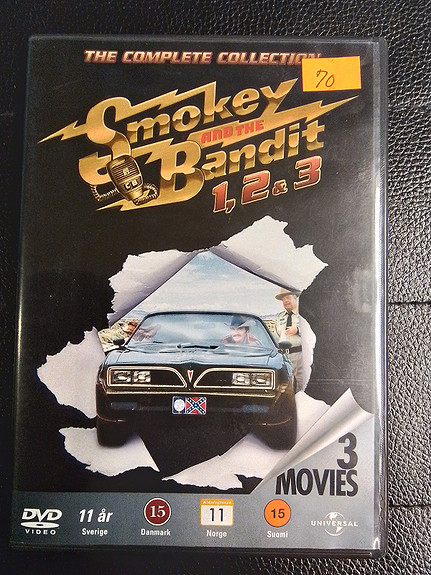 THE COMPLETE COLLECTION
70
Smokey
AND THE
Bandit
1, 2 & 3
CB
3
MOVIES
DVD
VIDEO
11 år
Sverige
15
Danmark
11
Norge
15
Suomi
UNIVERSAL